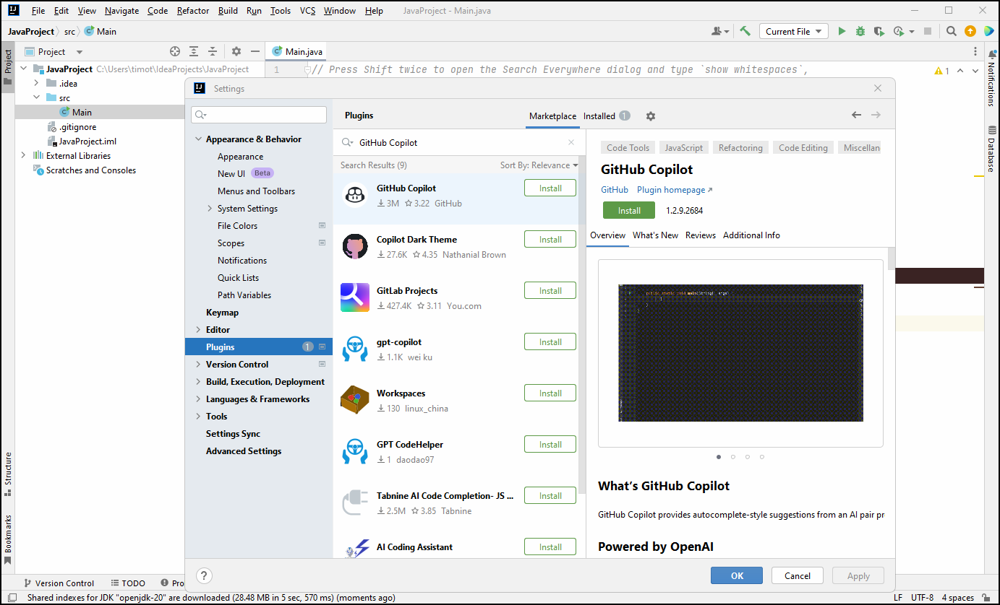 File Edit View Navigate Code Refactor Build Run Tools VCS Window Help JavaProject - Main.java
JavaProject src Main
Current File
Project
Main.java
JavaProject C:\Users\timot\IdeaProjects\JavaProject
.idea
src
Main
.gitignore
JavaProject.iml
External Libraries
Scratches and Consoles
1 // Press Shift twice to open the Search Everywhere dialog and type `show whitespaces`,
1
Project
Structure
Bookmarks
Notifications
Database
Settings
Appearance & Behavior
Appearance
New UI Beta
Menus and Toolbars
System Settings
File Colors
Scopes
Notifications
Quick Lists
Path Variables
Keymap
Editor
Plugins 1
Version Control
Build, Execution, Deployment
Languages & Frameworks
Tools
Settings Sync
Advanced Settings
Plugins Marketplace Installed 1
GitHub Copilot
Search Results (9) Sort By: Relevance
GitHub Copilot Install
3M 3.22 GitHub
Copilot Dark Theme Install
27.6K 4.35 Nathanial Brown
GitLab Projects Install
427.4K 3.11 You.com
gpt-copilot Install
1.1K wei ku
Workspaces Install
130 linux_china
GPT CodeHelper Install
1 daodao97
Tabnine AI Code Completion- JS ... Install
2.5M 3.85 Tabnine
AI Coding Assistant Install
Code Tools JavaScript Refactoring Code Editing Miscellan
GitHub Copilot
GitHub Plugin homepage
Install 1.2.9.2684
Overview What's New Reviews Additional Info
public static void main(String[] args)
What's GitHub Copilot
GitHub Copilot provides autocomplete-style suggestions from an AI pair pr
Powered by OpenAI
? OK Cancel Apply
Version Control TODO Pro
Shared indexes for JDK "openjdk-20" are downloaded (28.48 MB in 5 sec, 570 ms) (moments ago) LF UTF-8 4 spaces